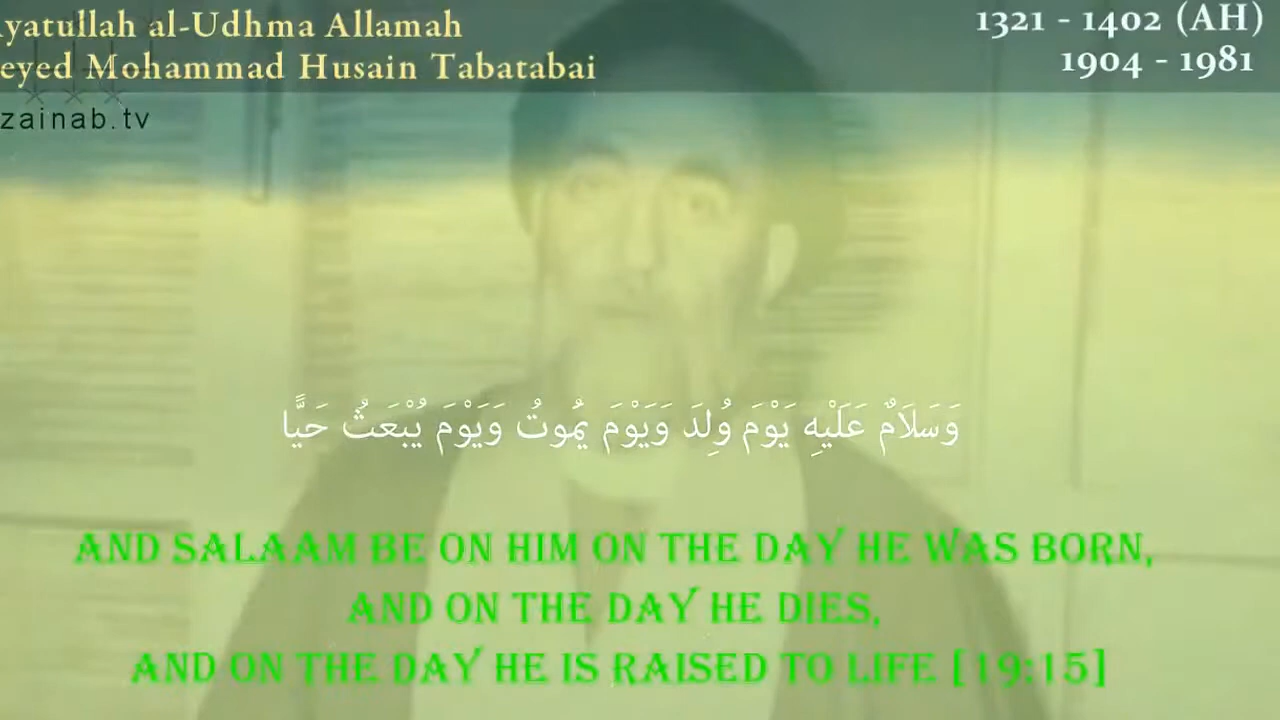 yatullah al-Udhma Allamah
eyed Mohammad Husain Tabatabai
1321 - 1402 (AH)
1904 - 1981
zainab.tv
وَسَلَامٌ عَلَيْهِ يَوْمَ وُلِدَ وَيَوْمَ يَمُوتُ وَيَوْمَ يُبْعَثُ حَيًّا
AND SALAAM BE ON HIM ON THE DAY HE WAS BORN,
AND ON THE DAY HE DIES,
AND ON THE DAY HE IS RAISED TO LIFE [19:15]